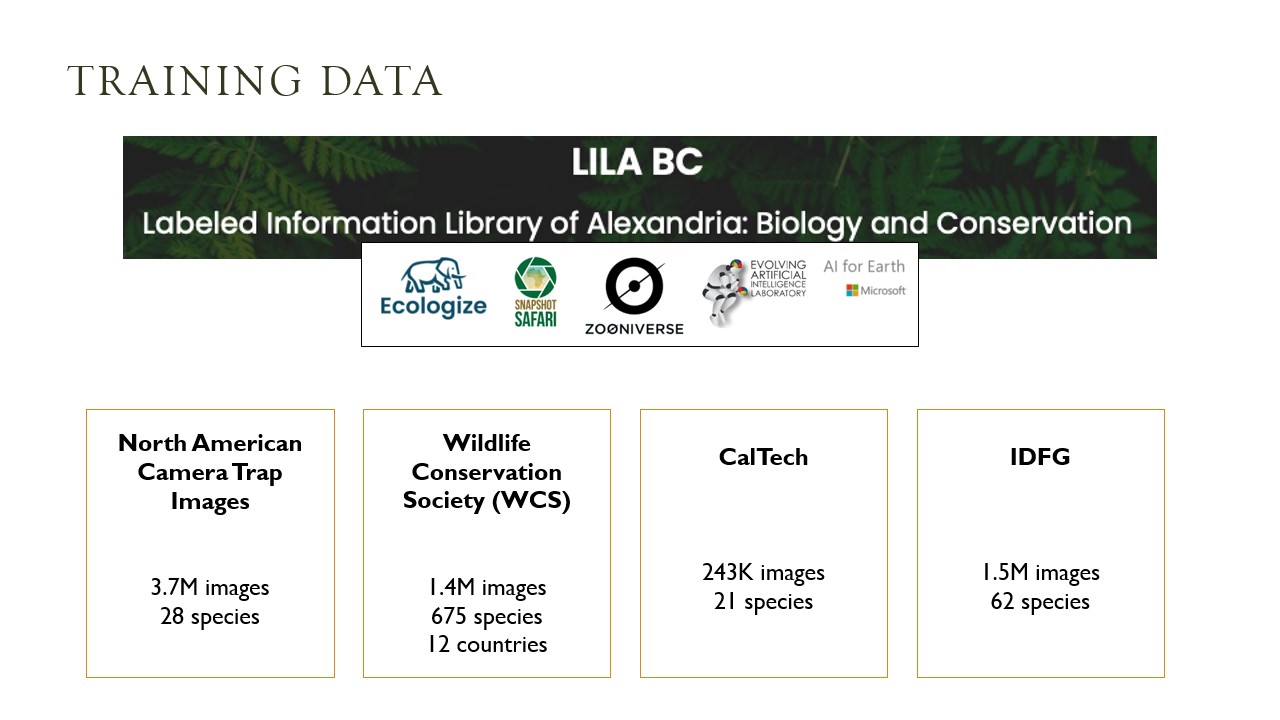 TRAINING DATA
LILA BC
Labeled Information Library of Alexandria: Biology and Conservation
Ecologize
SNAPSHOT
SAFARI
ZOØNIVERSE
EVOLVING
ARTIFICIAL
INTELLIGENCE
LABORATORY
AI for Earth
Microsoft
North American
Camera Trap
Images
3.7M images
28 species
Wildlife
Conservation
Society (WCS)
1.4M images
675 species
12 countries
CalTech
243K images
21 species
IDFG
1.5M images
62 species